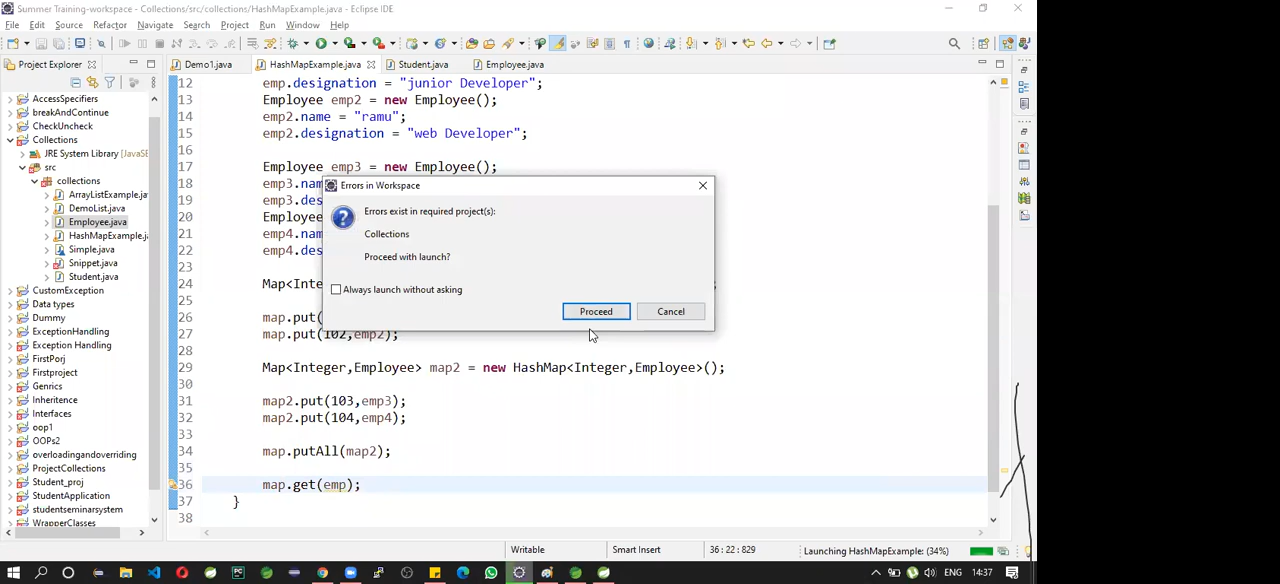 Summer Training-workspace - Collections/src/collections/HashMapExample.java - Eclipse IDE
File Edit Source Refactor Navigate Search Project Run Window Help
Project Explorer
Demo1.java
HashMapExample.java
Student.java
Employee.java
AccessSpecifiers
breakAndContinue
CheckUncheck
Collections
JRE System Library [JavaSE
src
collections
ArrayListExample.ja
DemoList.java
Employee.java
HashMapExample.j
Simple.java
Snippet.java
Student.java
CustomException
Data types
Dummy
ExceptionHandling
Exception Handling
FirstPorj
Firstproject
Genrics
Inheritence
Interfaces
oop1
OOPs2
overloadingandoverriding
ProjectCollections
Student_proj
StudentApplication
studentseminarsystem
WrapperClasses
12 emp.designation = "junior Developer";
13 Employee emp2 = new Employee();
14 emp2.name = "ramu";
15 emp2.designation = "web Developer";
16
17 Employee emp3 = new Employee();
18 emp3.nam
19 emp3.des
20 Employee
21 emp4.nam
22 emp4.des
23
24 Map<Inte ;
25
26 map.put(
27 map.put(102,emp2);
28
29 Map<Integer,Employee> map2 = new HashMap<Integer,Employee>();
30
31 map2.put(103,emp3);
32 map2.put(104,emp4);
33
34 map.putAll(map2);
35
36 map.get(emp);
37 }
38
Errors in Workspace
Errors exist in required project(s):
Collections
Proceed with launch?
Always launch without asking
Proceed Cancel
Writable Smart Insert 36 : 22 : 829 Launching HashMapExample: (34%)
ENG 14:37